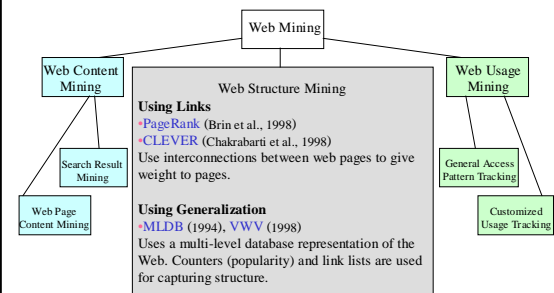 Web Mining
Web Content
Mining
Search Result
Mining
Web Page
Content Mining
Web Structure Mining
Using Links
•PageRank (Brin et al., 1998)
•CLEVER (Chakrabarti et al., 1998)
Use interconnections between web pages to give
weight to pages.
Using Generalization
•MLDB (1994), VWV (1998)
Uses a multi-level database representation of the
Web. Counters (popularity) and link lists are used
for capturing structure.
Web Usage
Mining
General Access
Pattern Tracking
Customized
Usage Tracking